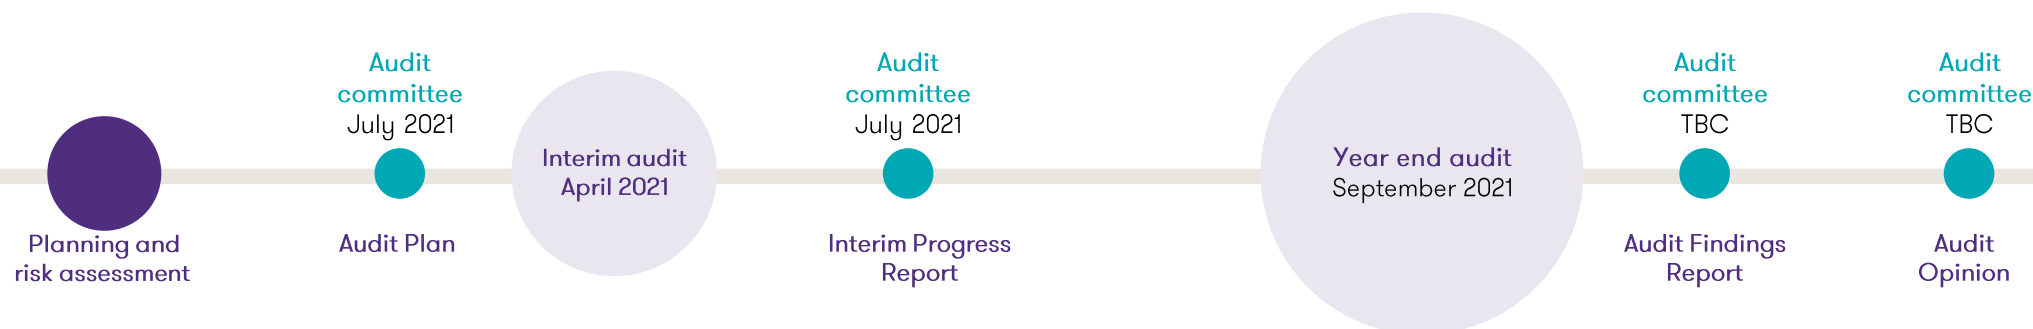 Planning and
risk assessment
Audit
committee
July 2021
Audit Plan
Interim audit
April 2021
Audit
committee
July 2021
Interim Progress
Report
Year end audit
September 2021
Audit
committee
TBC
Audit Findings
Report
Audit
committee
TBC
Audit
Opinion